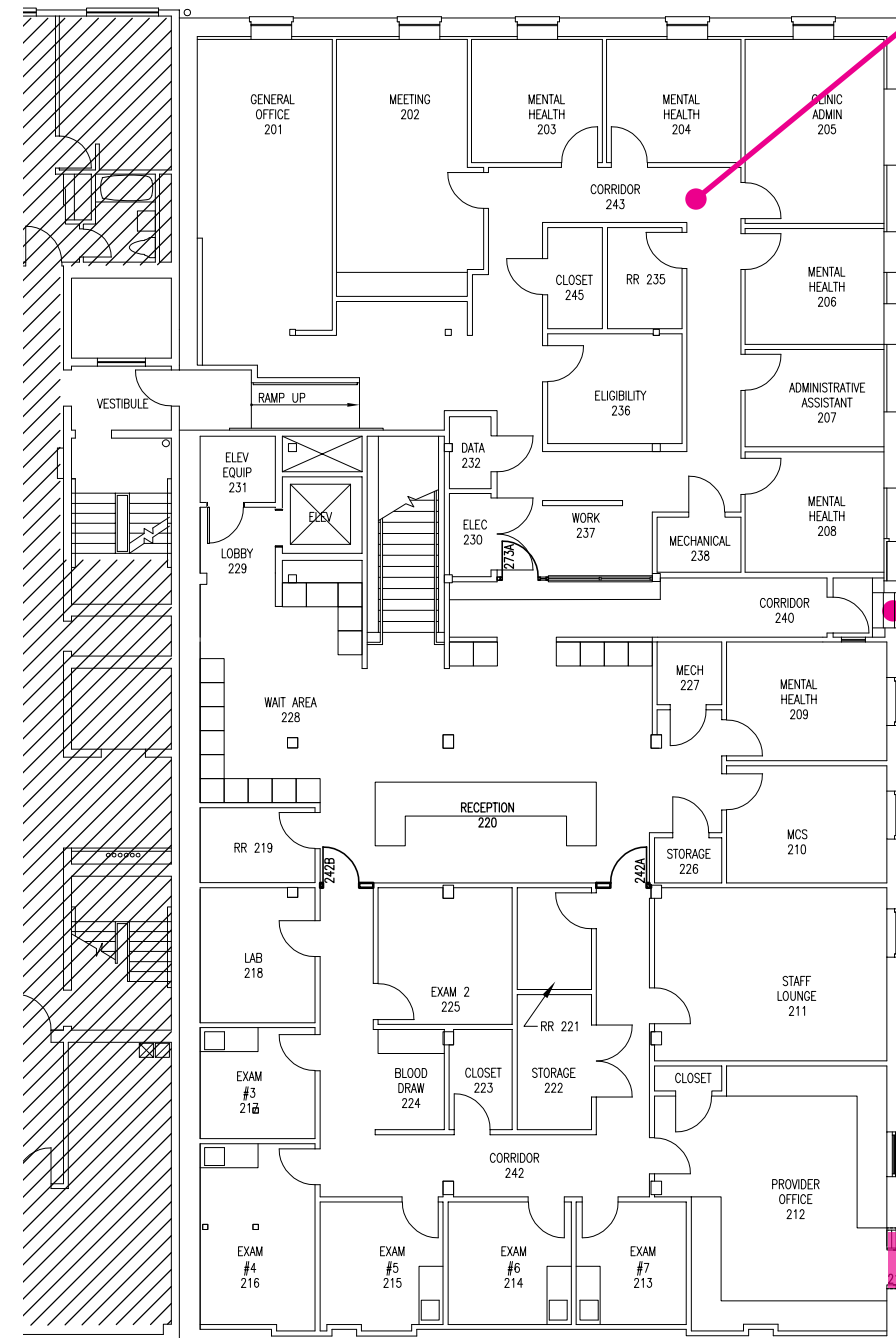 GENERAL
OFFICE
201
MEETING
202
MENTAL
HEALTH
203
MENTAL
HEALTH
204
CLINIC
ADMIN
205
CORRIDOR
243
CLOSET
245
RR 235
MENTAL
HEALTH
206
ELIGIBILITY
236
ADMINISTRATIVE
ASSISTANT
207
VESTIBULE
RAMP UP
ELEV
EQUIP
231
ELEV
DATA
232
ELEC
230
WORK
237
MECHANICAL
238
MENTAL
HEALTH
208
LOBBY
229
273A
CORRIDOR
240
WAIT AREA
228
MECH
227
MENTAL
HEALTH
209
RECEPTION
220
RR 219
242B
242A
STORAGE
226
MCS
210
LAB
218
EXAM 2
225
RR 221
STAFF
LOUNGE
211
EXAM
#3
217
BLOOD
DRAW
224
CLOSET
223
STORAGE
222
CLOSET
CORRIDOR
242
PROVIDER
OFFICE
212
EXAM
#4
216
EXAM
#5
215
EXAM
#6
214
EXAM
#7
213